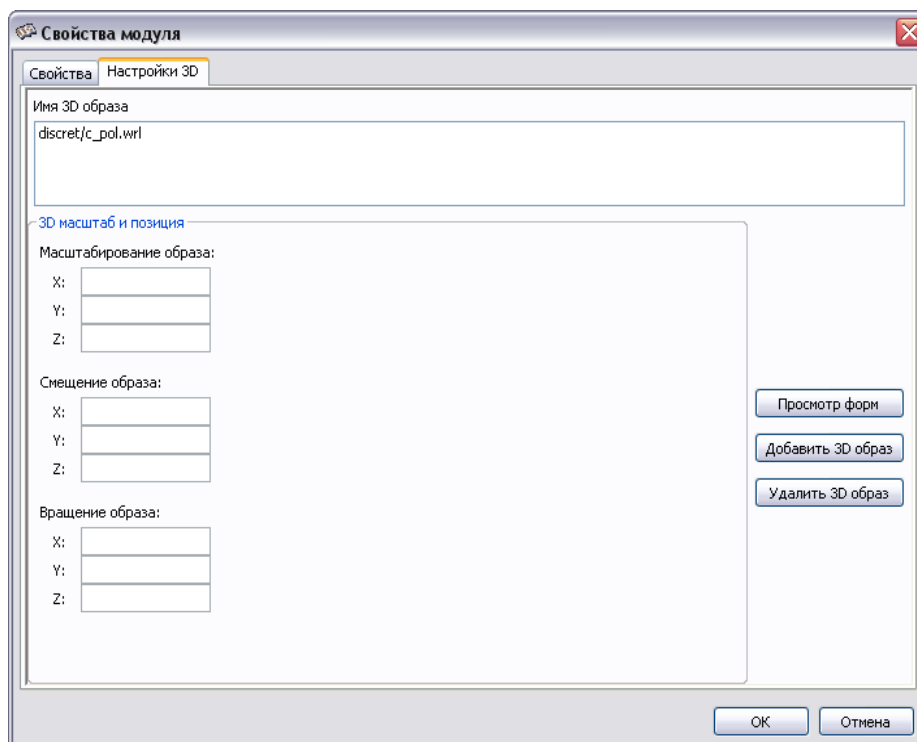 Свойства модуля
Свойства
Настройки 3D
Имя 3D образа
discret/c_pol.wrl
3D масштаб и позиция
Масштабирование образа:
X:
Y:
Z:
Смещение образа:
X:
Y:
Z:
Вращение образа:
X:
Y:
Z:
Просмотр форм
Добавить 3D образ
Удалить 3D образ
OK
Отмена